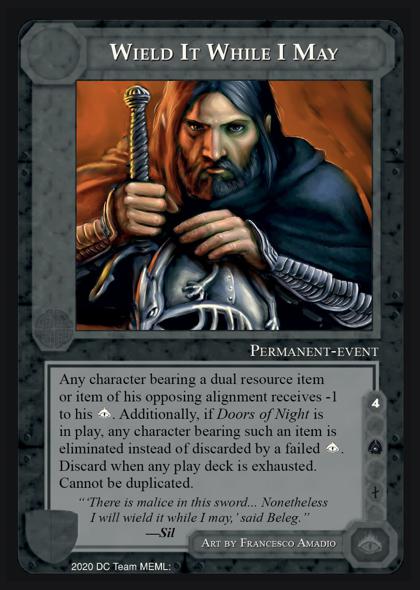 Wield It While I May
Permanent-event
Any character bearing a dual resource item
or item of his opposing alignment receives -1
to his . Additionally, if Doors of Night is
in play, any character bearing such an item is
eliminated instead of discarded by a failed .
Discard when any play deck is exhausted.
Cannot be duplicated.
4
“‘There is malice in this sword... Nonetheless
I will wield it while I may,’ said Beleg.”
—Sil
Art by Francesco Amadio
2020 DC Team MEML: